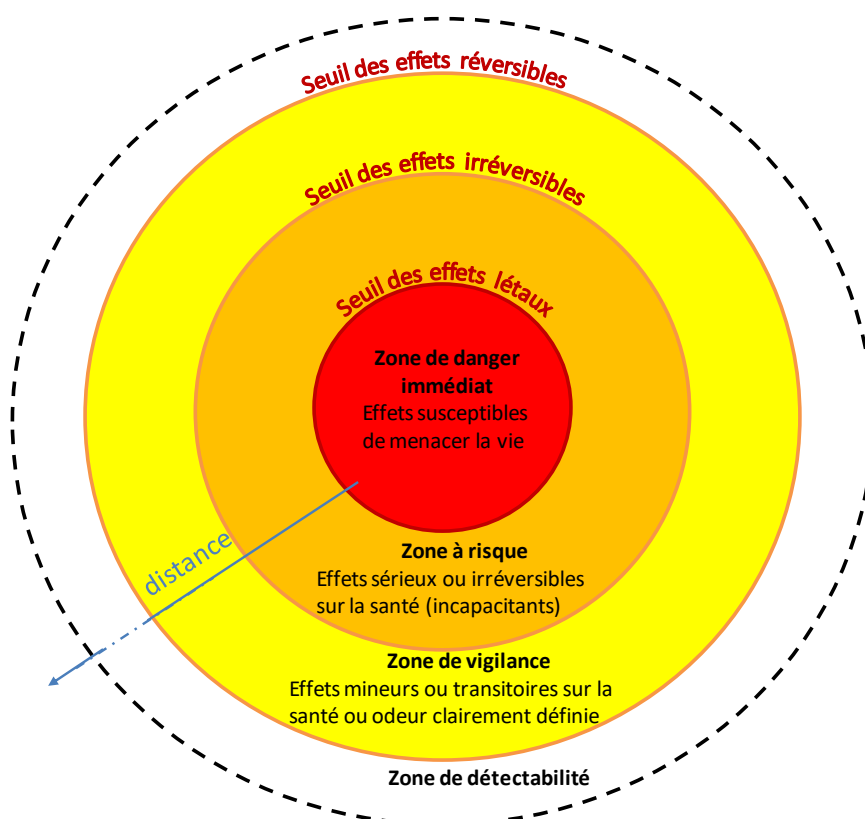 Seuil des effets réversibles
Seuil des effets irréversibles
Seuil des effets létaux
Zone de danger
immédiat
Effets susceptibles
de menacer la vie
distance
Zone à risque
Effets sérieux ou irréversibles
sur la santé (incapacitants)
Zone de vigilance
Effets mineurs ou transitoires sur la
santé ou odeur clairement définie
Zone de détectabilité